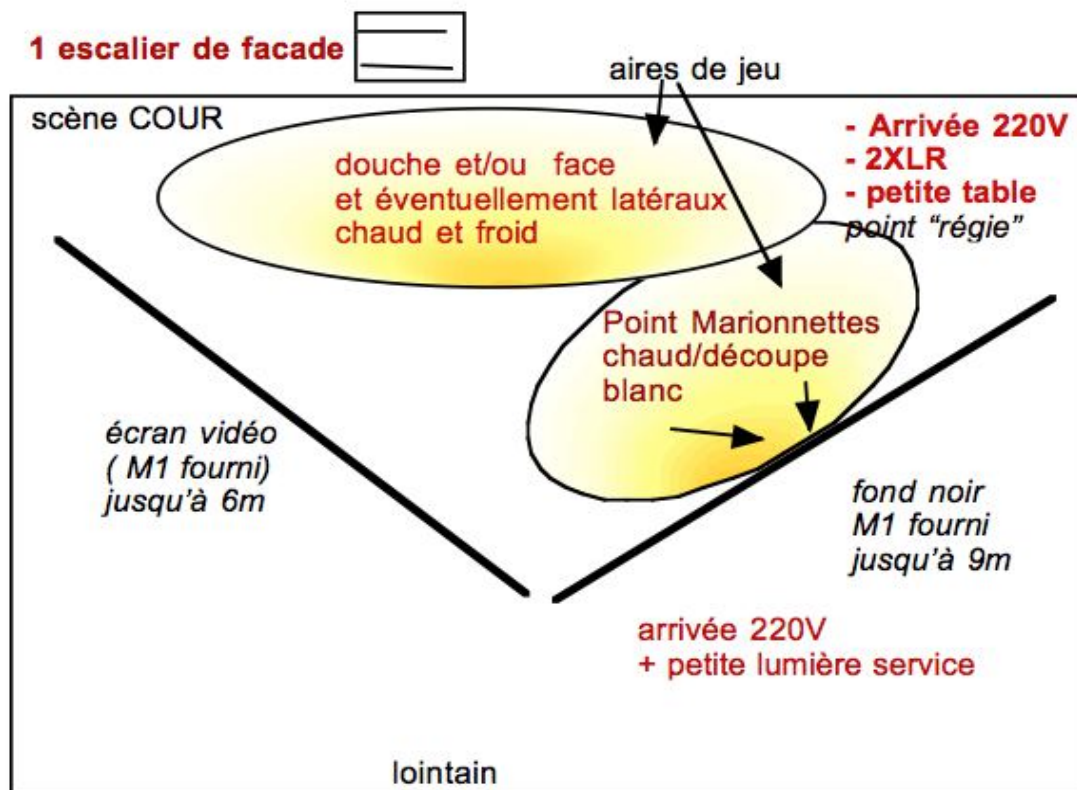 1 escalier de facade
aires de jeu
scène COUR
douche et/ou face
et éventuellement latéraux
chaud et froid
- Arrivée 220V
- 2XLR
- petite table
point “régie”
Point Marionnettes
chaud/découpe
blanc
écran vidéo
( M1 fourni)
jusqu'à 6m
fond noir
M1 fourni
jusqu'à 9m
arrivée 220V
+ petite lumière service
lointain